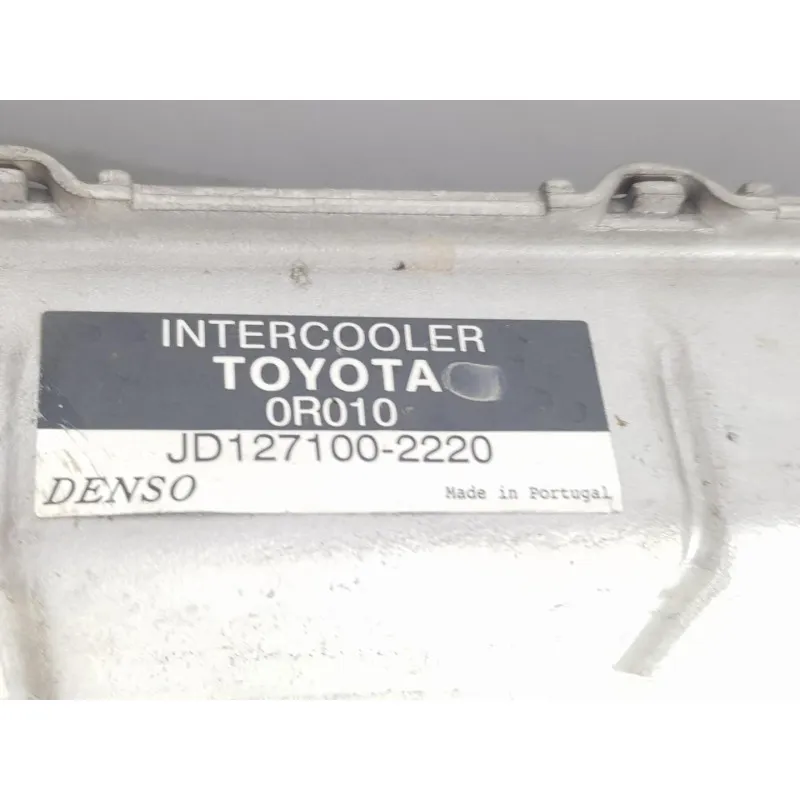 INTERCOOLER
TOYOTA
0R010
JD127100-2220
DENSO
Made in Portugal